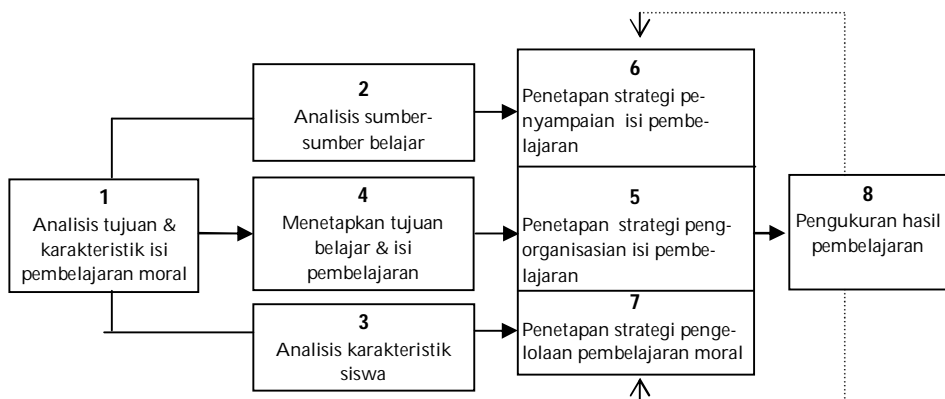 1
Analisis tujuan &
karakteristik isi
pembelajaran moral
2
Analisis sumber-
sumber belajar
4
Menetapkan tujuan
belajar & isi
pembelajaran
3
Analisis karakteristik
siswa
6
Penetapan strategi pe-
nyampaian isi pembe-
lajaran
5
Penetapan strategi peng-
organisasian isi pembe-
lajaran
7
Penetapan strategi penge-
lolaan pembelajaran moral
8
Pengukuran hasil
pembelajaran